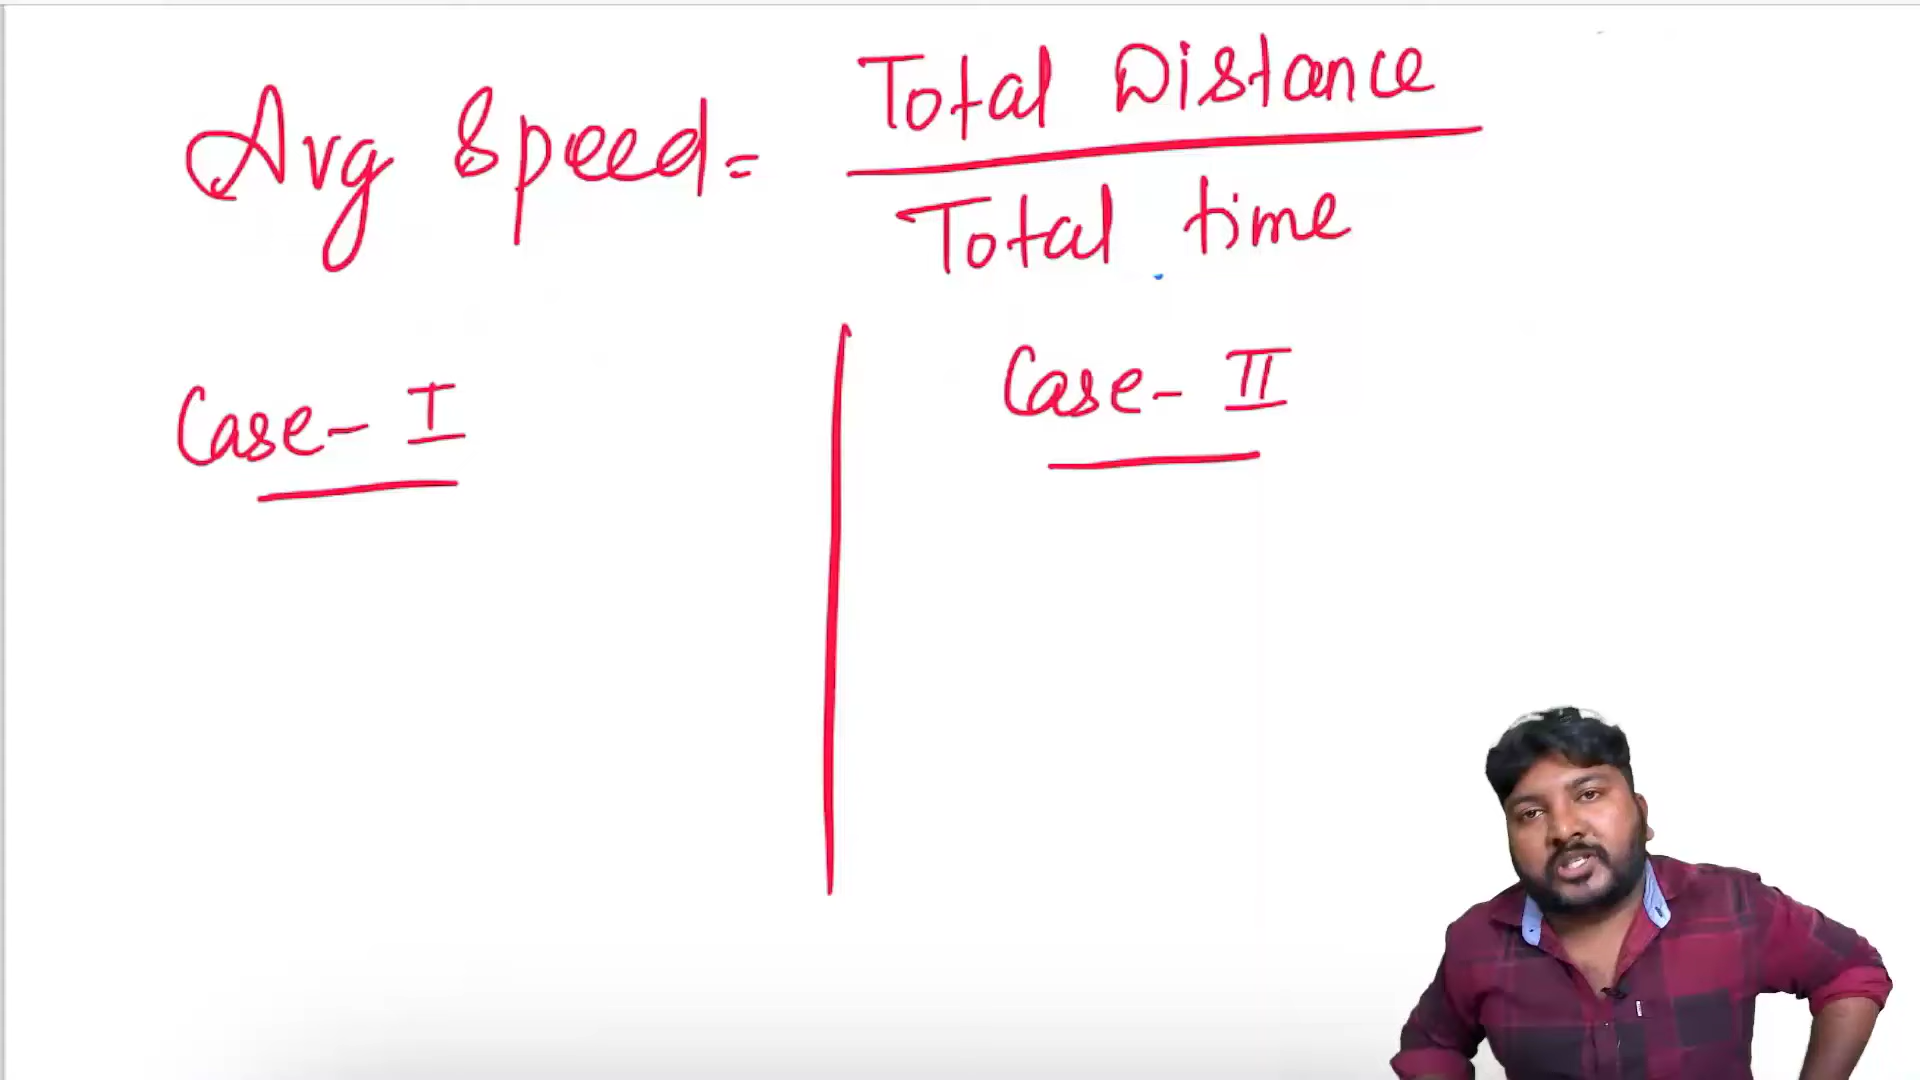 Avg Speed = Total Distance
Total time
Case - I
Case - II